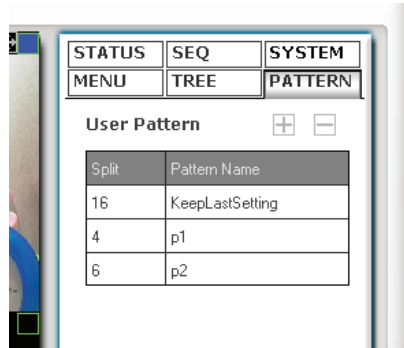 STATUS SEQ SYSTEM
MENU TREE PATTERN
User Pattern
Split Pattern Name
16 KeepLastSetting
4 p1
6 p2